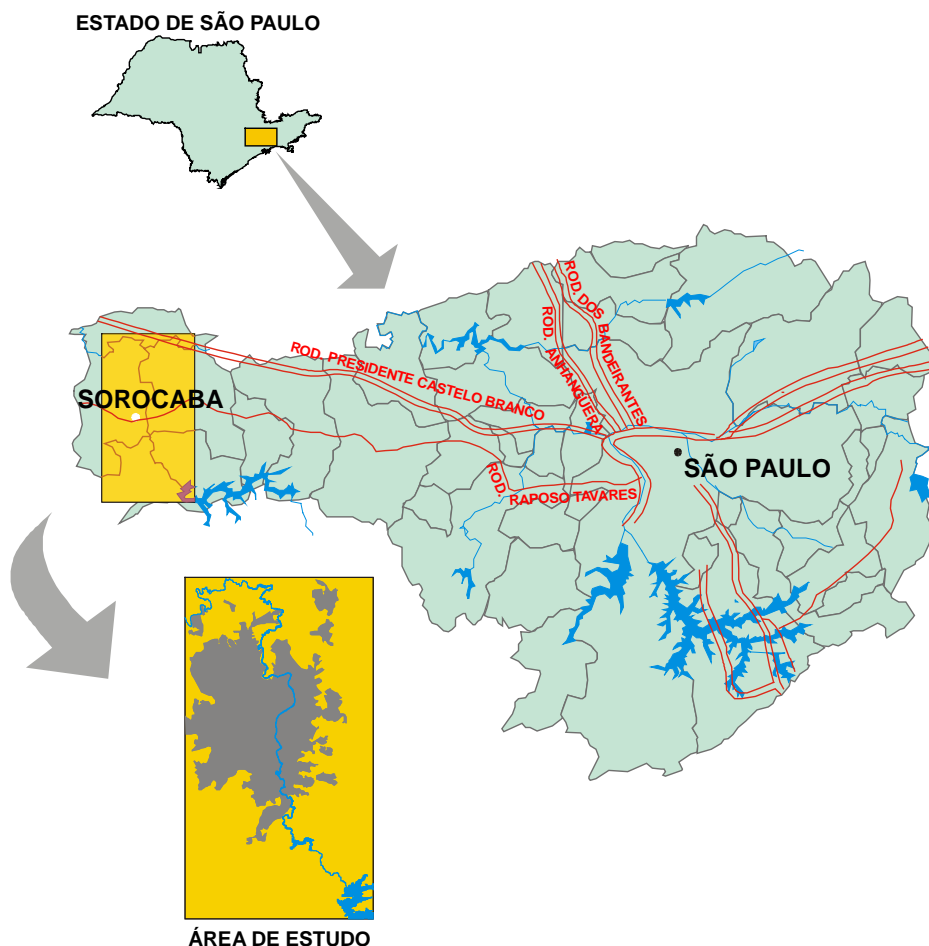 ESTADO DE SÃO PAULO
ROD. DOS BANDEIRANTES
ROD. ANHANGUERA
ROD. PRESIDENTE CASTELO BRANCO
SOROCABA
SÃO PAULO
ROD. RAPOSO TAVARES
ÁREA DE ESTUDO